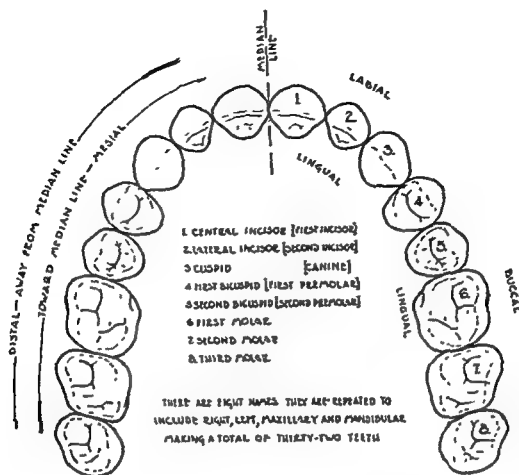 MEDIAN
LINE
LABIAL
1
2
3
LINGUAL
4
5
BUCCAL
LINGUAL
6
7
8
DISTAL-AWAY FROM MEDIAN LINE
TOWARD MEDIAN LINE-MESIAL
1 CENTRAL INCISOR [FIRST INCISOR]
2 LATERAL INCISOR [SECOND INCISOR]
3 CUSPID [CANINE]
4 FIRST BICUSPID [FIRST PREMOLAR]
5 SECOND BICUSPID [SECOND PREMOLAR]
6 FIRST MOLAR
7 SECOND MOLAR
8 THIRD MOLAR
THERE ARE EIGHT NAMES THEY ARE REPEATED TO
INCLUDE RIGHT, LEFT, MAXILLARY AND MANDIBULAR
MAKING A TOTAL OF THIRTY-TWO TEETH